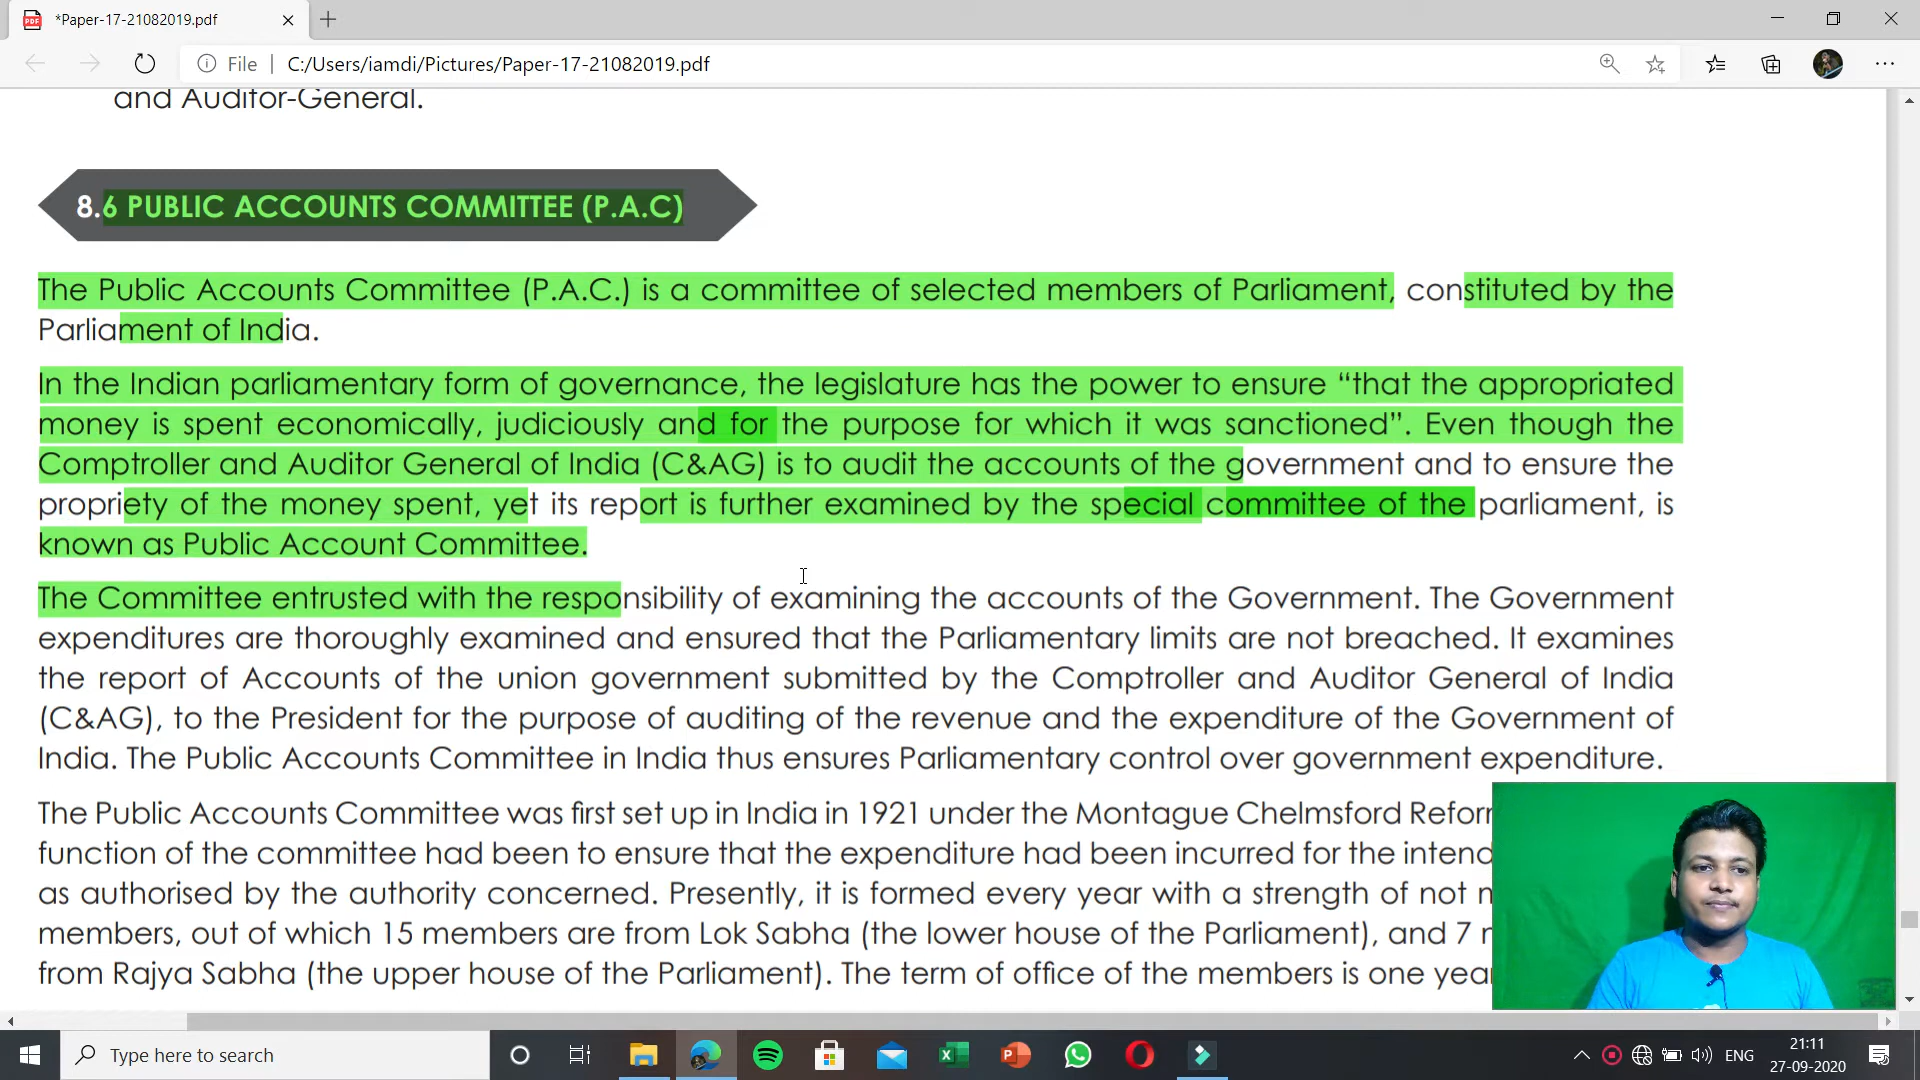 *Paper-17-21082019.pdf
File
C:/Users/iamdi/Pictures/Paper-17-21082019.pdf
and Auditor-General.
8.6 PUBLIC ACCOUNTS COMMITTEE (P.A.C)
The Public Accounts Committee (P.A.C.) is a committee of selected members of Parliament, constituted by the
Parliament of India.
In the Indian parliamentary form of governance, the legislature has the power to ensure “that the appropriated
money is spent economically, judiciously and for the purpose for which it was sanctioned”. Even though the
Comptroller and Auditor General of India (C&AG) is to audit the accounts of the government and to ensure the
propriety of the money spent, yet its report is further examined by the special committee of the parliament, is
known as Public Account Committee.
The Committee entrusted with the responsibility of examining the accounts of the Government. The Government
expenditures are thoroughly examined and ensured that the Parliamentary limits are not breached. It examines
the report of Accounts of the union government submitted by the Comptroller and Auditor General of India
(C&AG), to the President for the purpose of auditing of the revenue and the expenditure of the Government of
India. The Public Accounts Committee in India thus ensures Parliamentary control over government expenditure.
The Public Accounts Committee was first set up in India in 1921 under the Montague Chelmsford
function of the committee had been to ensure that the expenditure had been incurred for the
as authorised by the authority concerned. Presently, it is formed every year with a strength of not
members, out of which 15 members are from Lok Sabha (the lower house of the Parliament), and 7
from Rajya Sabha (the upper house of the Parliament). The term of office of the members is one
Type here to search
ENG
21:11
27-09-2020